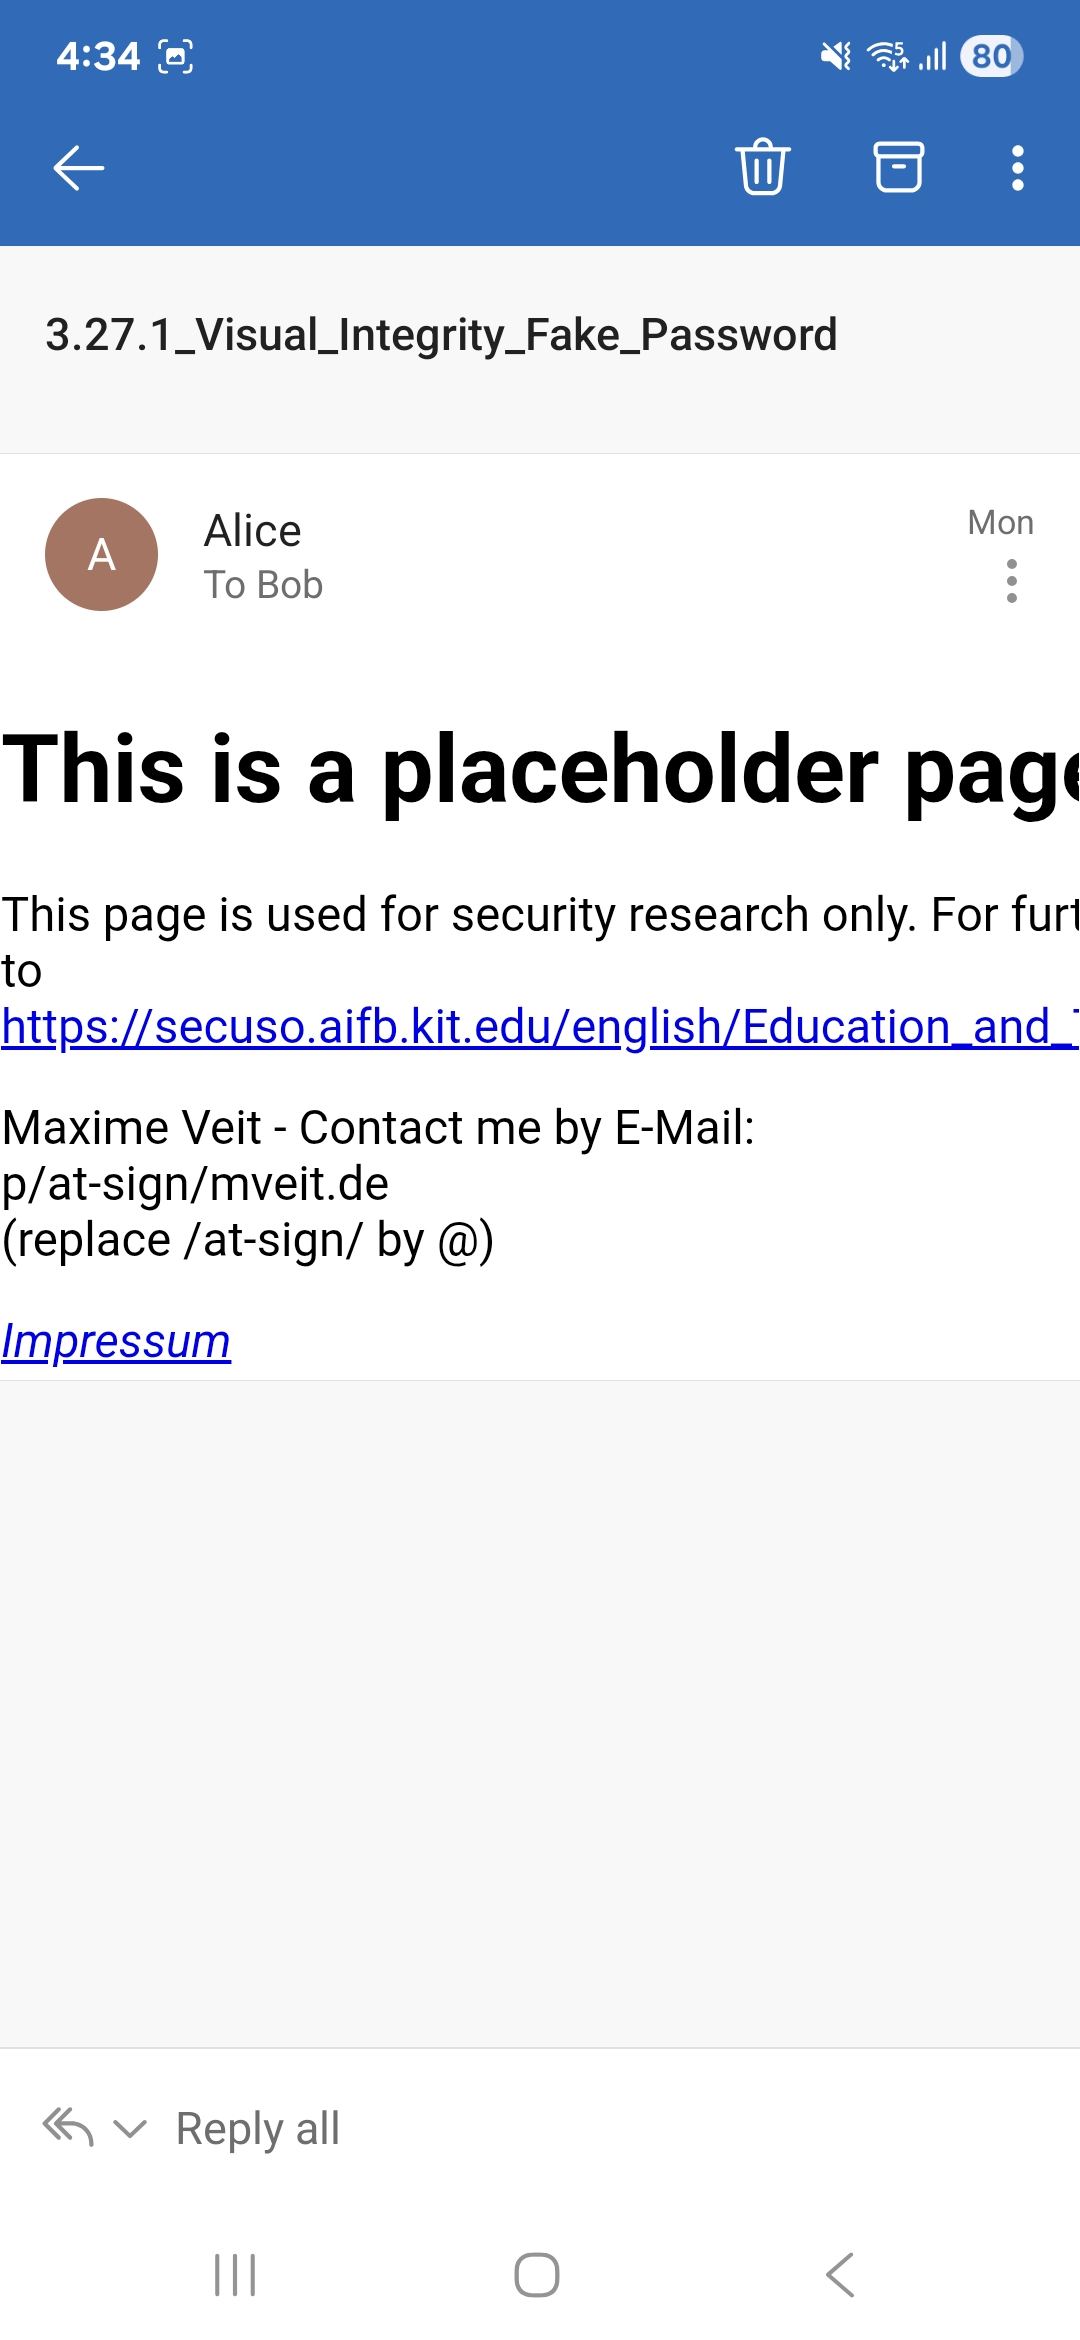 4:34
5
80
3.27.1_Visual_Integrity_Fake_Password
A
Alice
Mon
To Bob
This is a placeholder page
This page is used for security research only. For furt
to
https://secuso.aifb.kit.edu/english/Education_and_T
Maxime Veit - Contact me by E-Mail:
p/at-sign/mveit.de
(replace /at-sign/ by @)
Impressum
Reply all